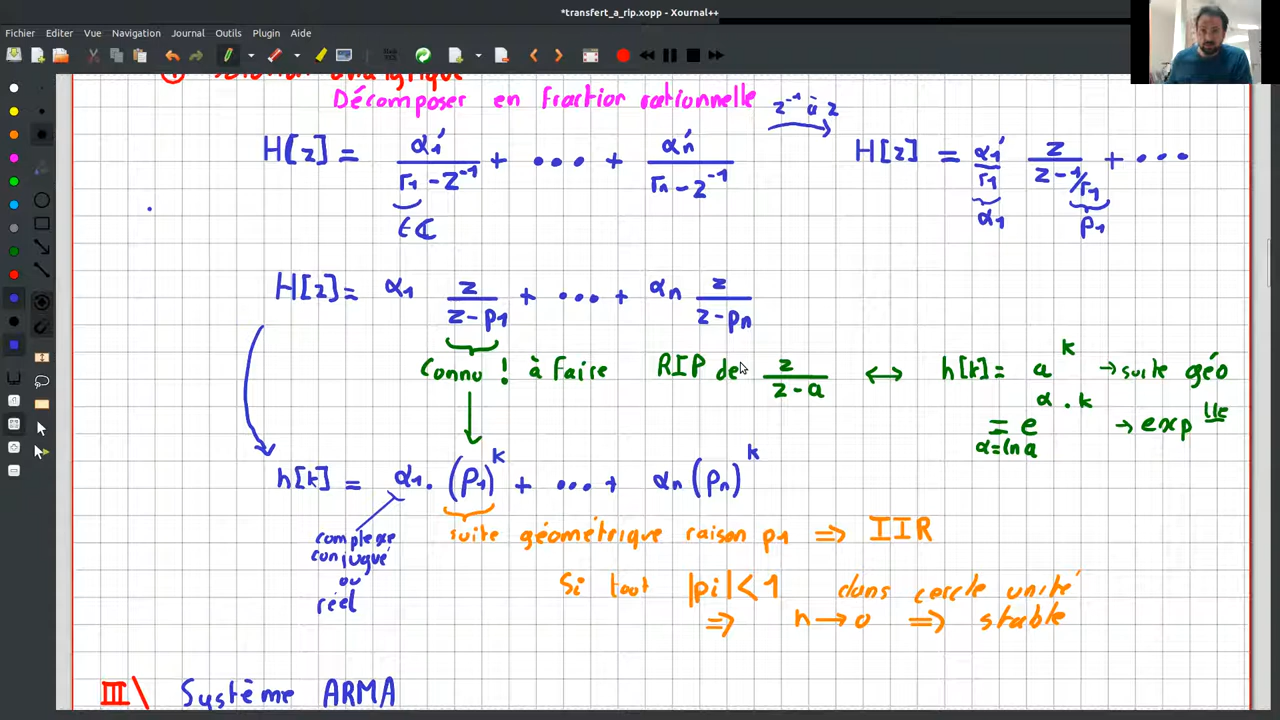 *transfert_a_rip.xopp - Xournal++
Fichier Editer Vue Navigation Journal Outils Plugin Aide
① Solution analytique
Décomposer en fraction rationnelle z⁻¹ à z
H[z] = α₁'/(r₁ - z⁻¹) + ... + αₙ'/(rₙ - z⁻¹) H[z] = α₁'/r₁ z/(z - 1/r₁) + ...
∈ ℂ α₁ p₁
H[z] = α₁ z/(z - p₁) + ... + αₙ z/(z - pₙ)
Connu ! à Faire RIP de z/(z - a) ↔ h[k] = a^k → suite géo
= e^(α . k) → exp lle
α = ln a
h[k] = α₁ . (p₁)^k + ... + αₙ (pₙ)^k
complexe
conjugué
ou
réel
suite géométrique raison p₁ ⇒ IIR
Si tout |pi| < 1 dans cercle unité
⇒ h → 0 ⇒ stable
III\ Système ARMA